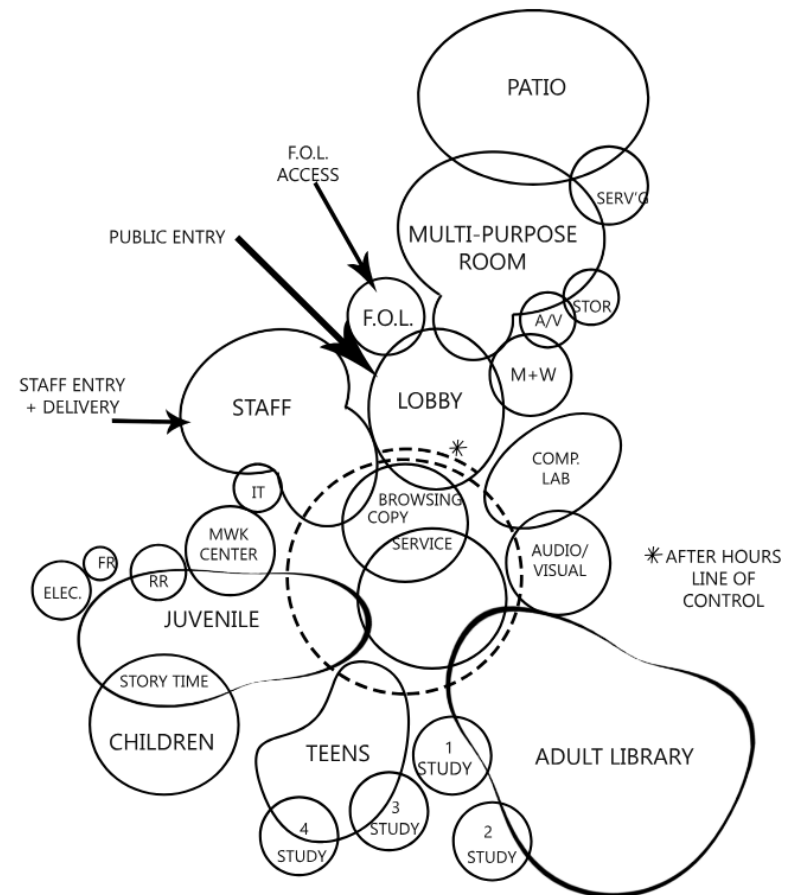 PATIO
F.O.L.
ACCESS
SERV'G
PUBLIC ENTRY
MULTI-PURPOSE
ROOM
F.O.L.
A/V
STOR
STAFF ENTRY
+ DELIVERY
STAFF
LOBBY
M+W
COMP.
LAB
IT
BROWSING
COPY
SERVICE
MWK
CENTER
AUDIO/
VISUAL
AFTER HOURS
LINE OF
CONTROL
FR
ELEC.
RR
JUVENILE
STORY TIME
CHILDREN
TEENS
1
STUDY
ADULT LIBRARY
3
STUDY
4
STUDY
2
STUDY